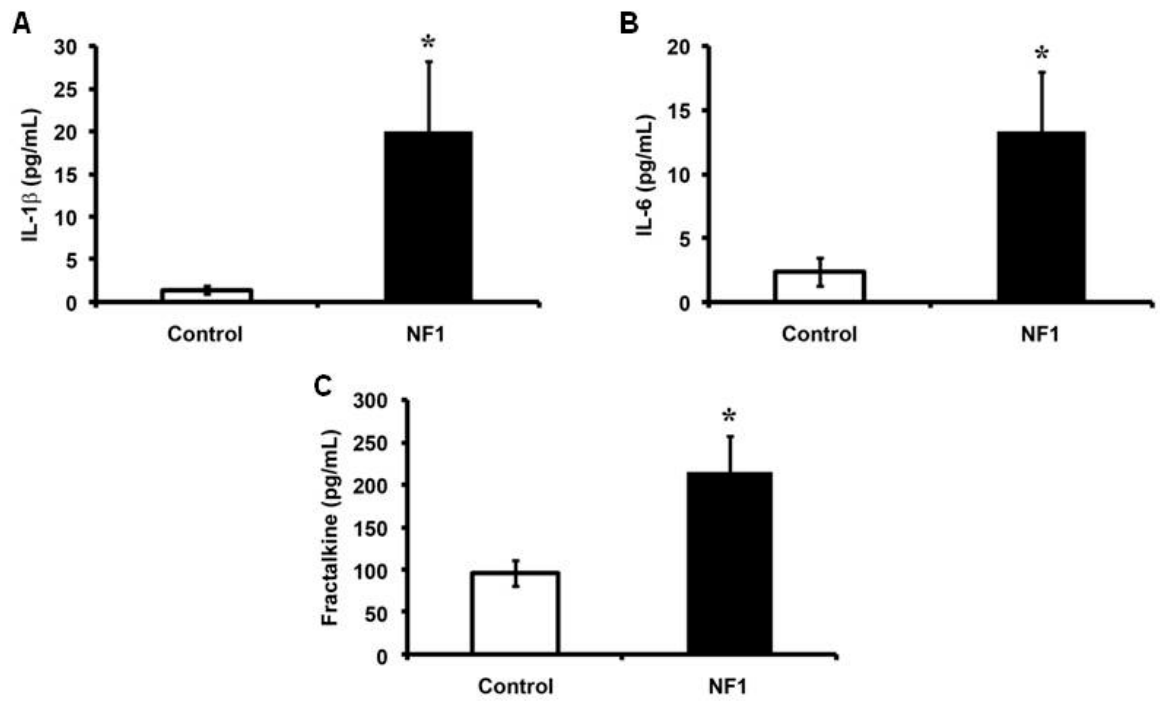 A
IL-1β (pg/mL)
30
25
20
15
10
5
0
*
Control
NF1
B
IL-6 (pg/mL)
20
15
10
5
0
*
Control
NF1
C
Fractalkine (pg/mL)
300
250
200
150
100
50
0
*
Control
NF1